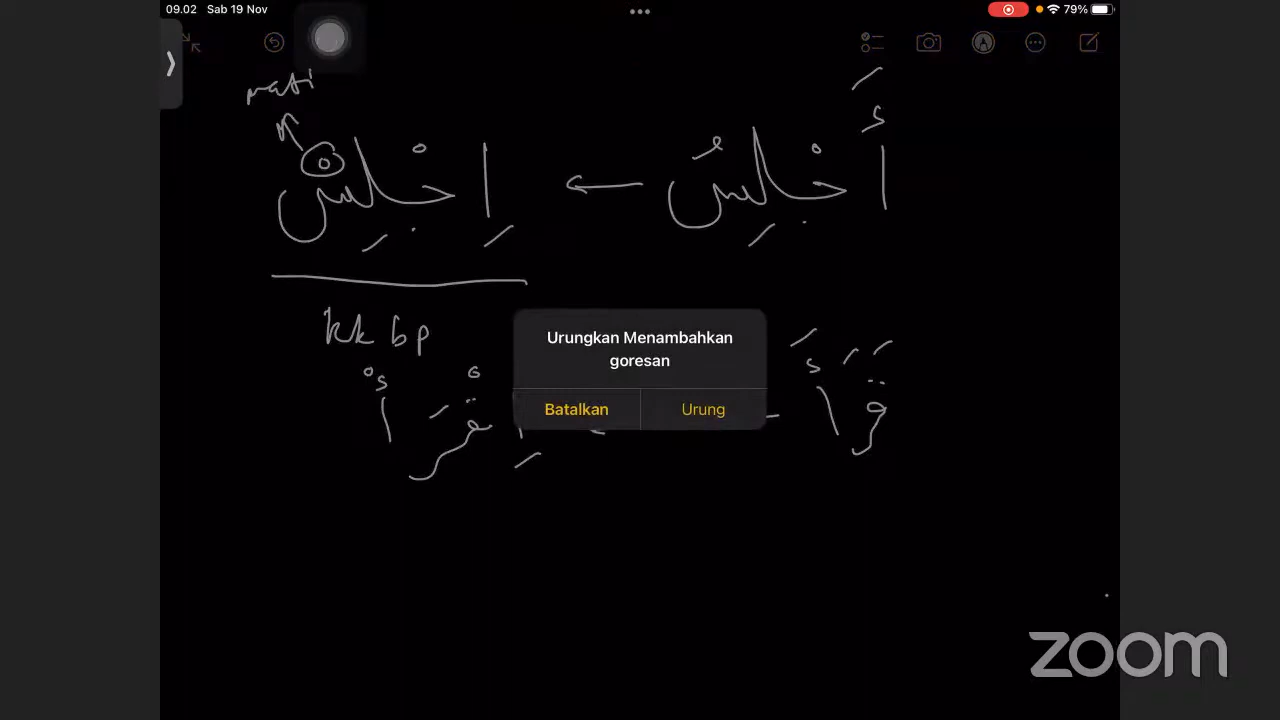 09.02 Sab 19 Nov 79%
mati
أَجْلِسُ ← اِجْلِسْ
kk bp
Urungkan Menambahkan
goresan
Batalkan Urung
قَرَأَ اِقْرَأْ
zoom